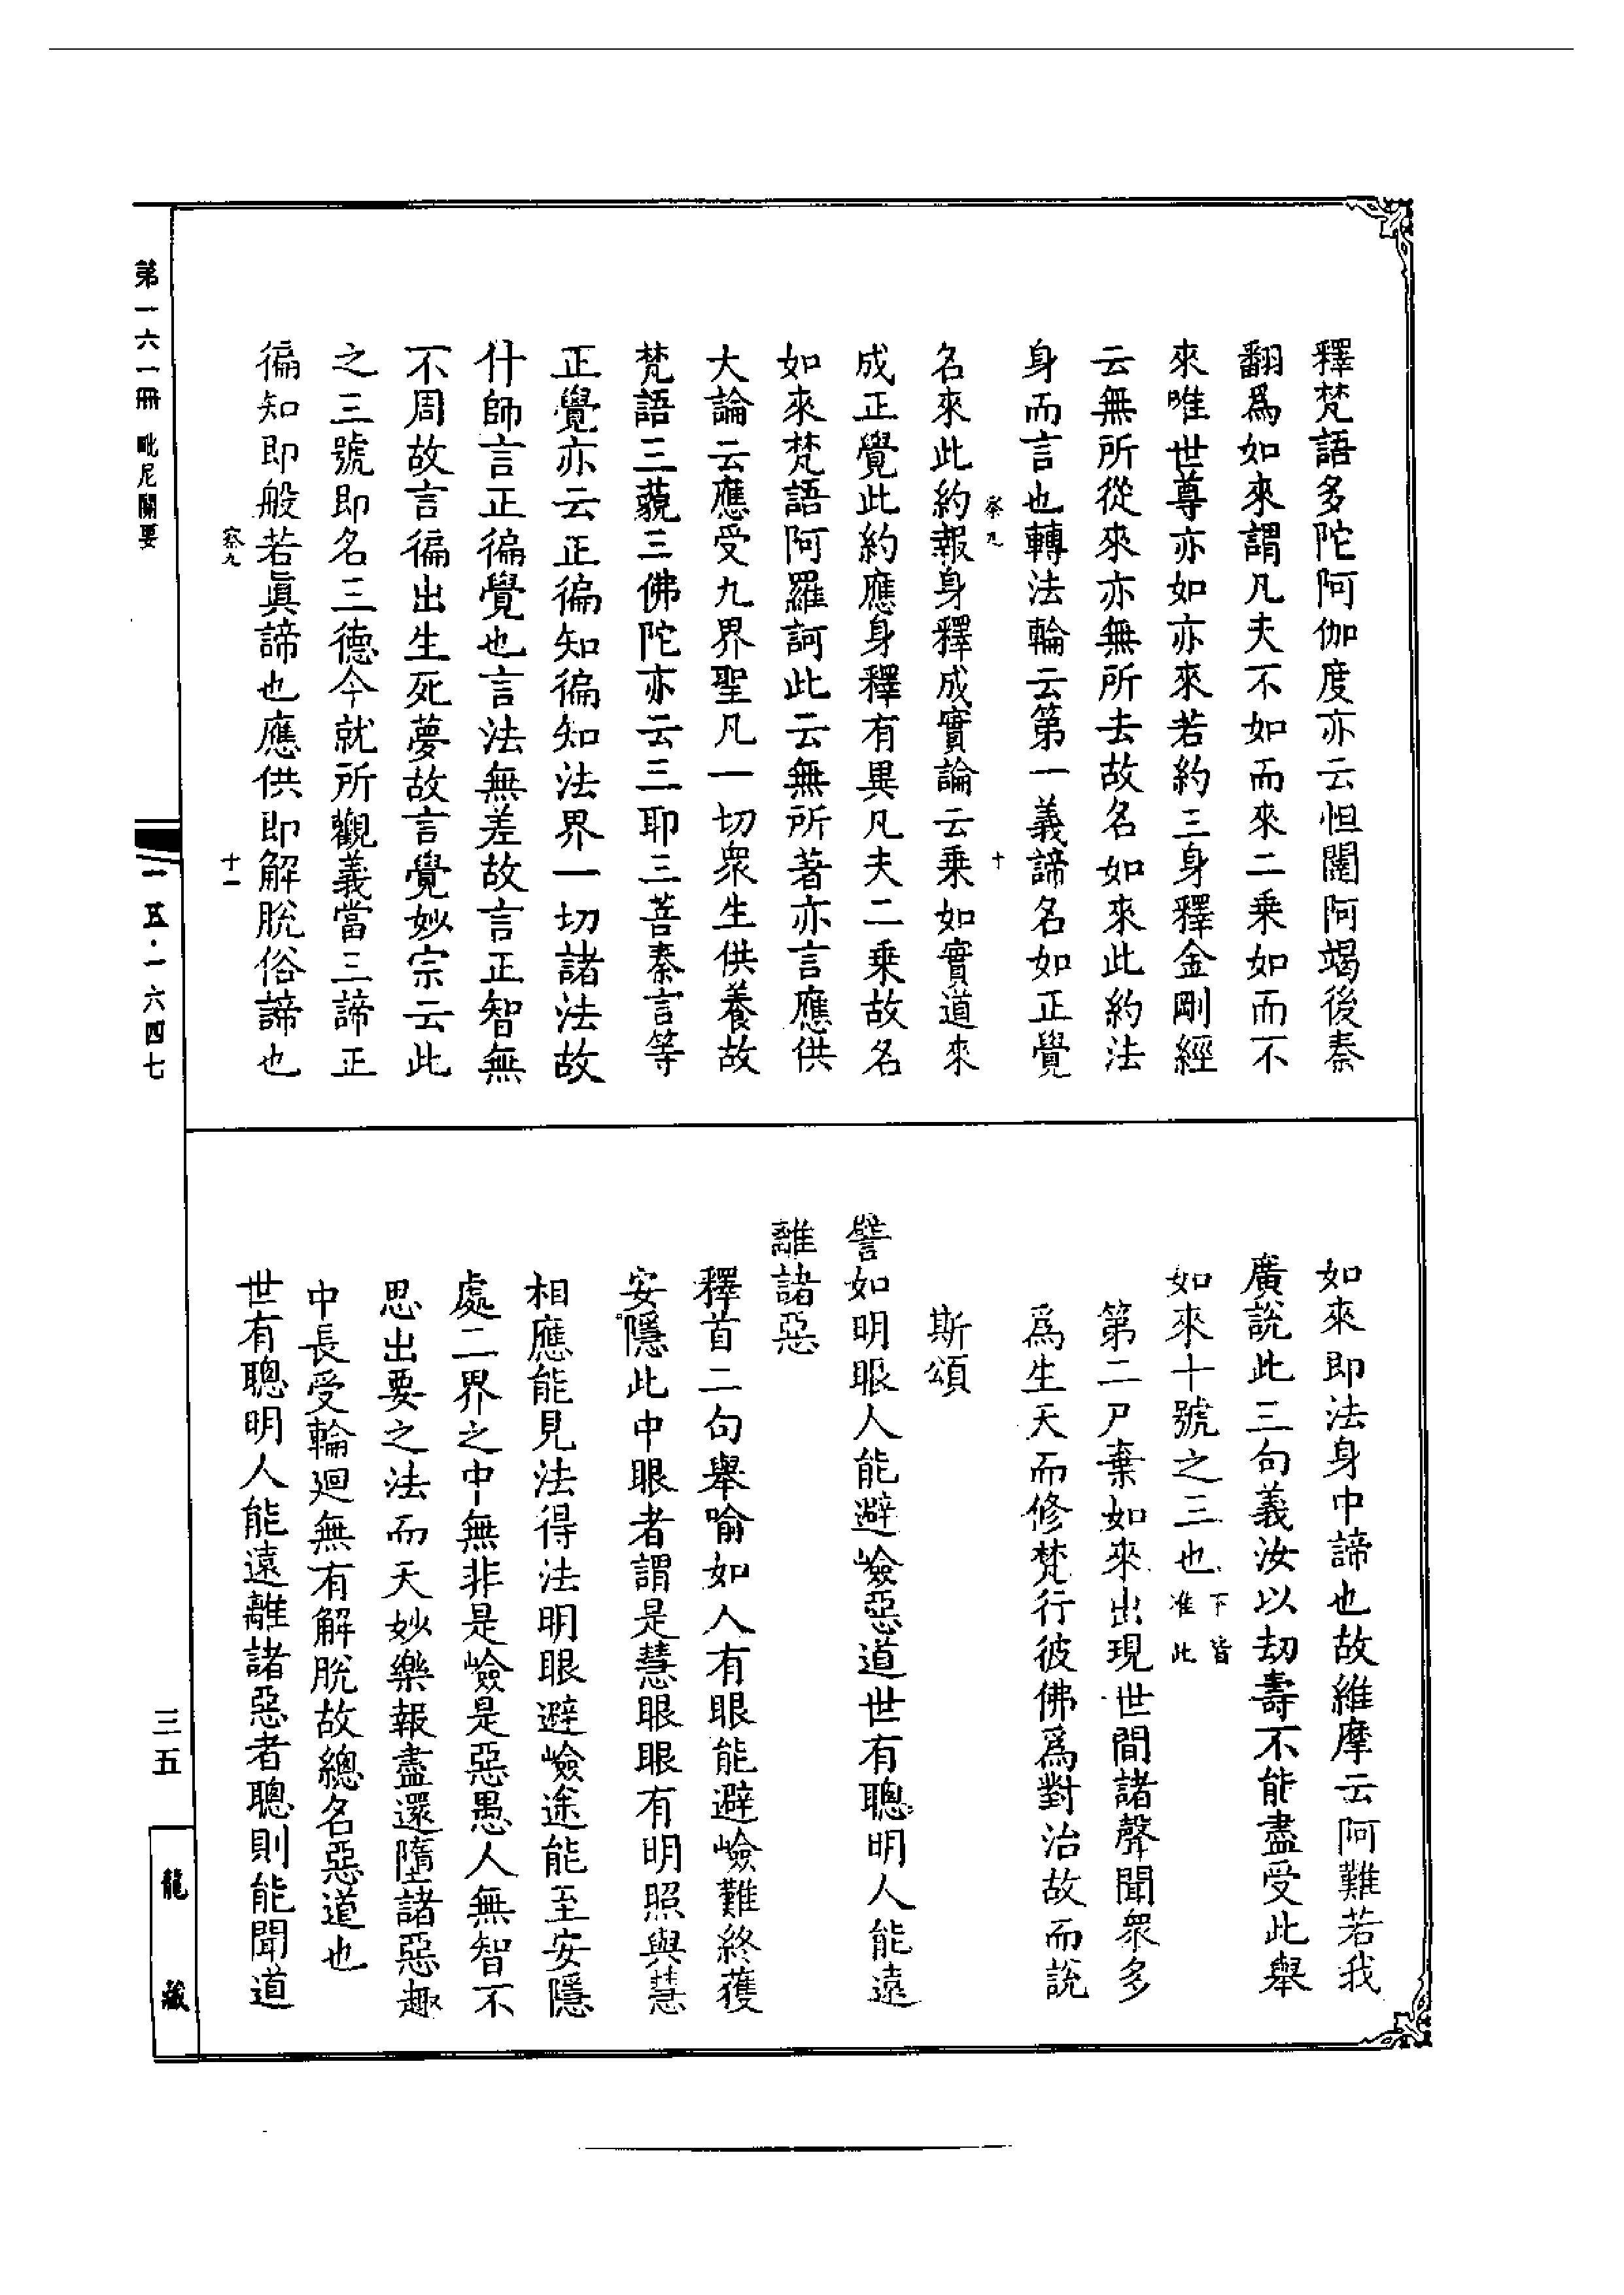 釋梵語多陀阿伽度亦云怛闥阿竭後秦
翻爲如來謂凡夫不如而來二乘如而不
來唯世尊亦如亦來若約三身釋金剛經
云無所從來亦無所去故名如來此約法
身而言也轉法輪云第一義諦名如正覺
察九 十
名來此約報身釋成實論云乘如實道來
成正覺此約應身釋有異凡夫二乘故名
如來梵語阿羅訶此云無所著亦言應供
大論云應受九界聖凡一切衆生供養故
梵語三藐三佛陀亦云三耶三菩秦言等
正覺亦云正徧知徧知法界一切諸法故
什師言正徧覺也言法無差故言正智無
不周故言徧出生死夢故言覺妙宗云此
之三號即名三德今就所觀義當三諦正
徧知即般若眞諦也應供即解脫俗諦也
察九 十一
如來即法身中諦也故維摩云阿難若我
廣說此三句義汝以劫壽不能盡受此舉
如來十號之三也下皆准此
第二尸棄如來出現世間諸聲聞衆多
爲生天而修梵行彼佛爲對治故而說
斯頌
譬如明眼人能避嶮惡道世有聰明人能遠
離諸惡
釋首二句舉喻如人有眼能避嶮難終獲
安隱此中眼者謂是慧眼眼有明照與慧
相應能見法得法明眼避嶮途能至安隱
處二界之中無非是嶮是惡愚人無智不
思出要之法而天妙樂報盡還墮諸惡趣
中長受輪迴無有解脫故總名惡道也
世有聰明人能遠離諸惡者聰則能聞道
第一六一冊 毗尼關要
一五·一六四七
三五
龍藏